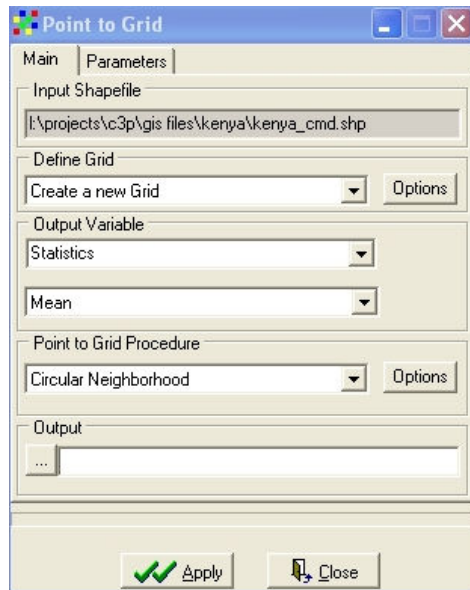 Point to Grid
Main Parameters
Input Shapefile
I:\projects\c3p\gis files\kenya\kenya_cmd.shp
Define Grid
Create a new Grid Options
Output Variable
Statistics
Mean
Point to Grid Procedure
Circular Neighborhood Options
Output
...
Apply Close